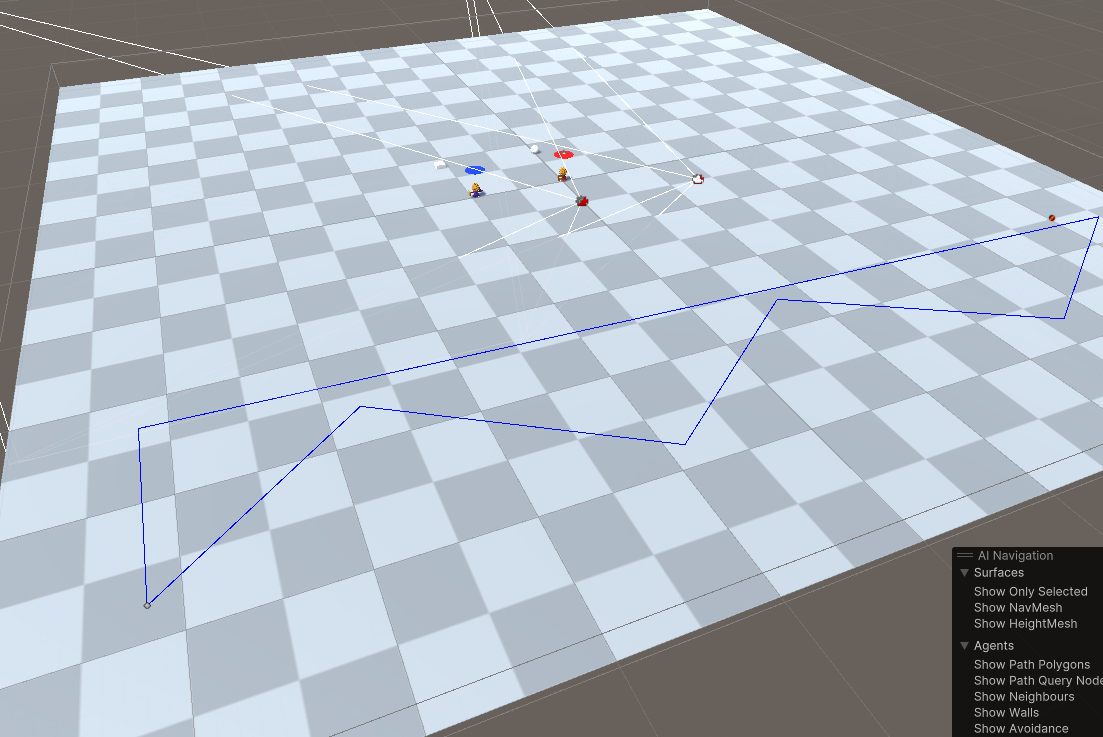 AI Navigation
Surfaces
Show Only Selected
Show NavMesh
Show HeightMesh
Agents
Show Path Polygons
Show Path Query Node
Show Neighbours
Show Walls
Show Avoidance